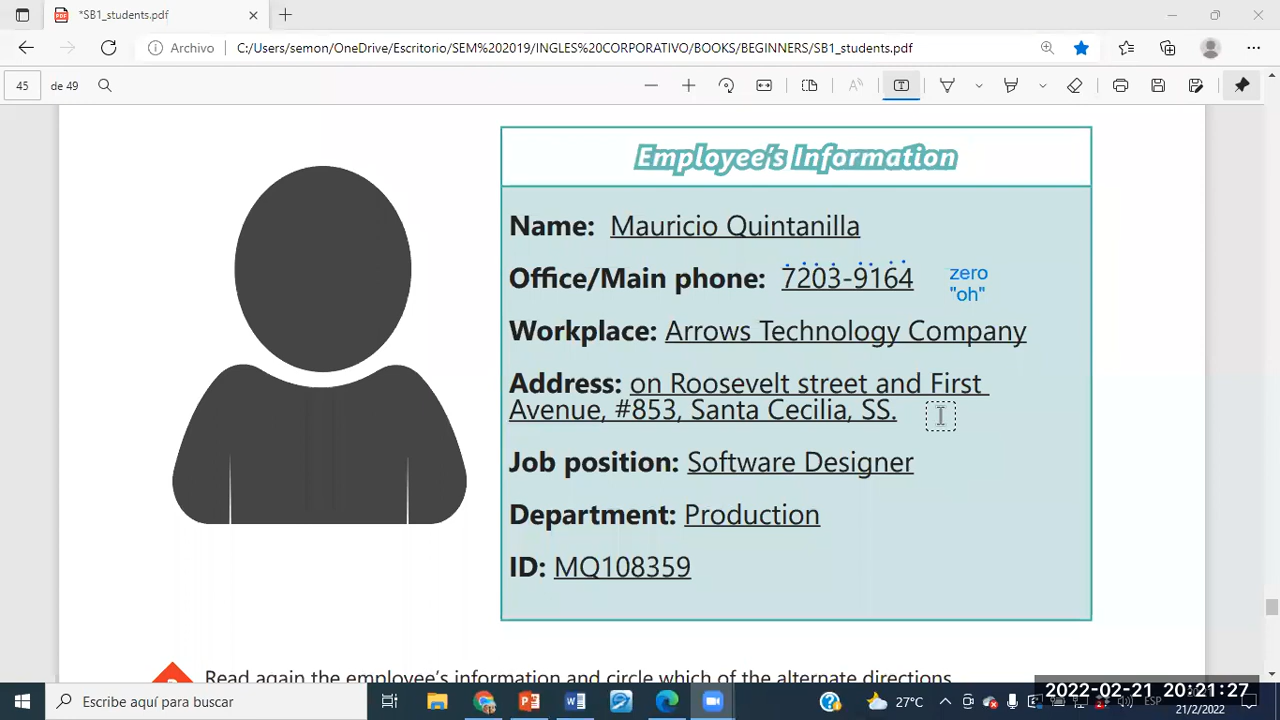 *SB1_students.pdf
Archivo
C:/Users/semon/OneDrive/Escritorio/SEM%202019/INGLES%20CORPORATIVO/BOOKS/BEGINNERS/SB1_students.pdf
45 de 49
Employee's Information
Name: Mauricio Quintanilla
Office/Main phone: 7203-9164 zero
"oh"
Workplace: Arrows Technology Company
Address: on Roosevelt street and First
Avenue, #853, Santa Cecilia, SS.
Job position: Software Designer
Department: Production
ID: MQ108359
Read again the employee's information and circle which of the alternate directions
Escribe aquí para buscar
27°C
ESP
2022-02-21 20:21:27
21/2/2022